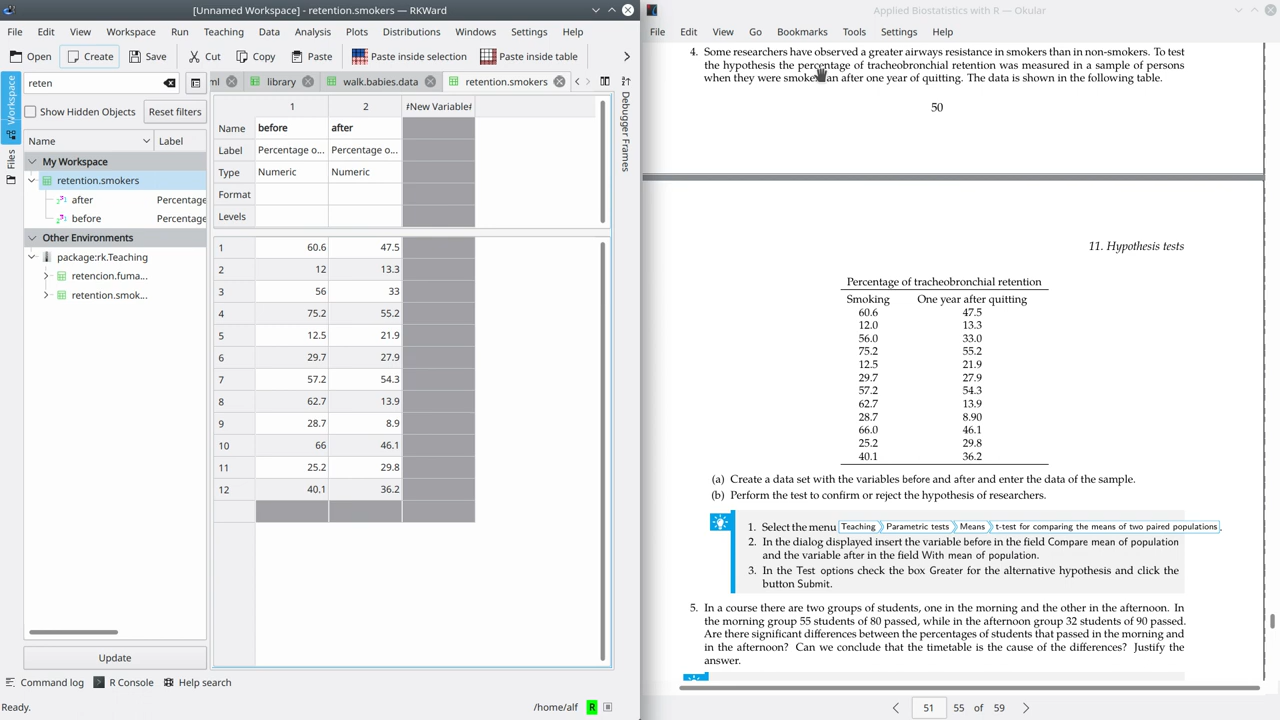 [Unnamed Workspace] - retention.smokers — RKWard
File Edit View Workspace Run Teaching Data Analysis Plots Distributions Windows Settings Help
Open Create Save Cut Copy Paste Paste inside selection Paste inside table
reten
Show Hidden Objects Reset filters
Name Label
My Workspace
retention.smokers
after Percentage
before Percentage
Other Environments
package:rk.Teaching
retencion.fuma...
retention.smok...
Update
Workspace
Files
ml library walk.babies.data retention.smokers
Debugger Frames
1 2 #New Variable#
Name before after
Label Percentage o... Percentage o...
Type Numeric Numeric
Format
Levels
1 60.6 47.5
2 12 13.3
3 56 33
4 75.2 55.2
5 12.5 21.9
6 29.7 27.9
7 57.2 54.3
8 62.7 13.9
9 28.7 8.9
10 66 46.1
11 25.2 29.8
12 40.1 36.2
Command log R Console Help search
Ready. /home/alf R
Applied Biostatistics with R — Okular
File Edit View Go Bookmarks Tools Settings Help
4. Some researchers have observed a greater airways resistance in smokers than in non-smokers. To test
the hypothesis the percentage of tracheobronchial retention was measured in a sample of persons
when they were smoke an after one year of quitting. The data is shown in the following table.
50
11. Hypothesis tests
Percentage of tracheobronchial retention
Smoking One year after quitting
60.6 47.5
12.0 13.3
56.0 33.0
75.2 55.2
12.5 21.9
29.7 27.9
57.2 54.3
62.7 13.9
28.7 8.90
66.0 46.1
25.2 29.8
40.1 36.2
(a) Create a data set with the variables before and after and enter the data of the sample.
(b) Perform the test to confirm or reject the hypothesis of researchers.
1. Select the menu Teaching Parametric tests Means t-test for comparing the means of two paired populations .
2. In the dialog displayed insert the variable before in the field Compare mean of population
and the variable after in the field With mean of population.
3. In the Test options check the box Greater for the alternative hypothesis and click the
button Submit.
5. In a course there are two groups of students, one in the morning and the other in the afternoon. In
the morning group 55 students of 80 passed, while in the afternoon group 32 students of 90 passed.
Are there significant differences between the percentages of students that passed in the morning and
in the afternoon? Can we conclude that the timetable is the cause of the differences? Justify the
answer.
51 55 of 59